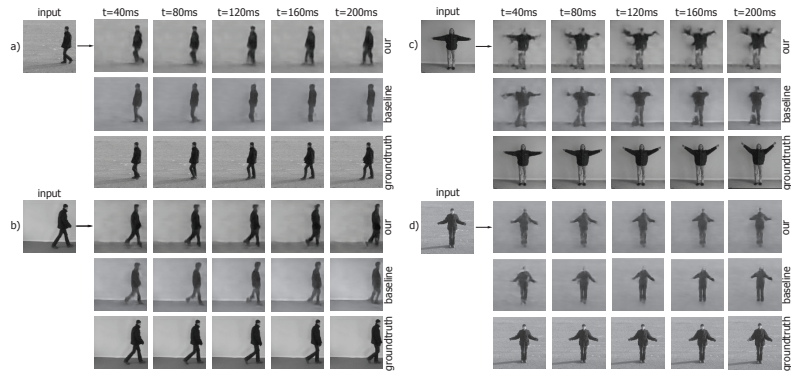 input t=40ms t=80ms t=120ms t=160ms t=200ms
a)
our
baseline
groundtruth
input
b)
our
baseline
groundtruth
input t=40ms t=80ms t=120ms t=160ms t=200ms
c)
our
baseline
groundtruth
input
d)
our
baseline
groundtruth